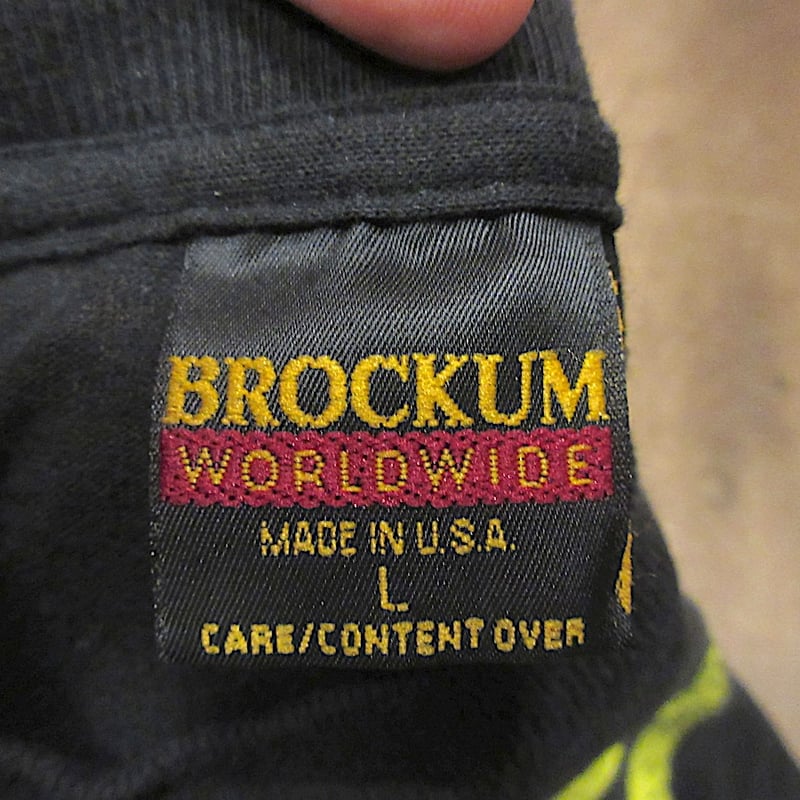 BROCKUM
WORLDWIDE
MADE IN U.S.A.
L
CARE/CONTENT OVER